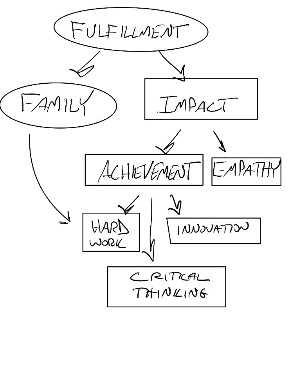 FULFILLMENT
FAMILY
IMPACT
ACHIEVEMENT
EMPATHY
HARD
WORK
INNOVATION
CRITICAL
THINKING